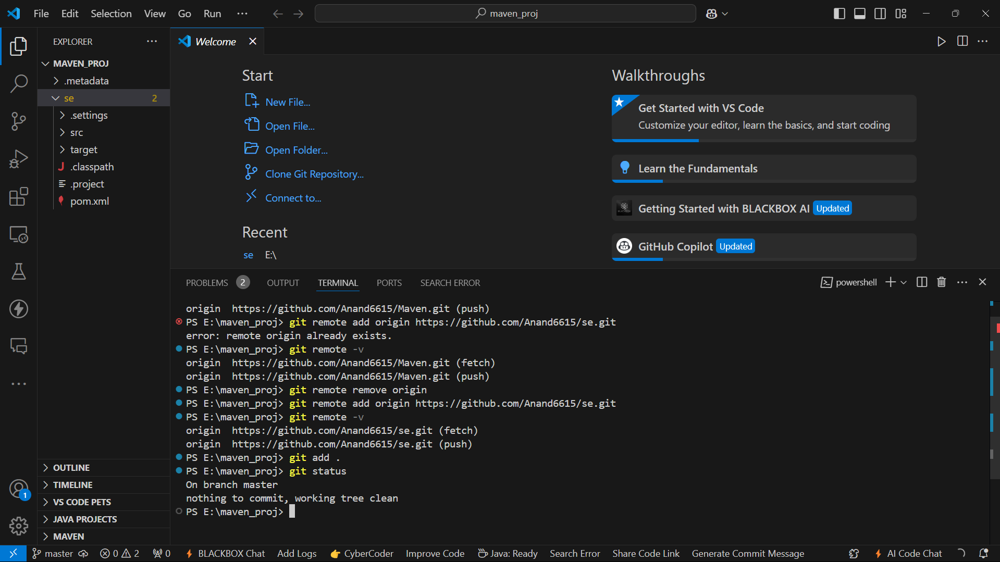 File Edit Selection View Go Run ··· maven_proj
EXPLORER ···
Welcome
MAVEN_PROJ
.metadata
se 2
.settings
src
target
.classpath
.project
pom.xml
OUTLINE
TIMELINE
VS CODE PETS
JAVA PROJECTS
MAVEN
1
Start
New File...
Open File...
Open Folder...
Clone Git Repository...
Connect to...
Recent
se E:\
Walkthroughs
Get Started with VS Code
Customize your editor, learn the basics, and start coding
Learn the Fundamentals
Getting Started with BLACKBOX AI Updated
GitHub Copilot Updated
PROBLEMS 2 OUTPUT TERMINAL PORTS SEARCH ERROR powershell
origin  https://github.com/Anand6615/Maven.git (push)
PS E:\maven_proj> git remote add origin https://github.com/Anand6615/se.git
error: remote origin already exists.
PS E:\maven_proj> git remote -v
origin  https://github.com/Anand6615/Maven.git (fetch)
origin  https://github.com/Anand6615/Maven.git (push)
PS E:\maven_proj> git remote remove origin
PS E:\maven_proj> git remote add origin https://github.com/Anand6615/se.git
PS E:\maven_proj> git remote -v
origin  https://github.com/Anand6615/se.git (fetch)
origin  https://github.com/Anand6615/se.git (push)
PS E:\maven_proj> git add .
PS E:\maven_proj> git status
On branch master
nothing to commit, working tree clean
PS E:\maven_proj>
master 0 2 0 BLACKBOX Chat Add Logs CyberCoder Improve Code Java: Ready Search Error Share Code Link Generate Commit Message AI Code Chat